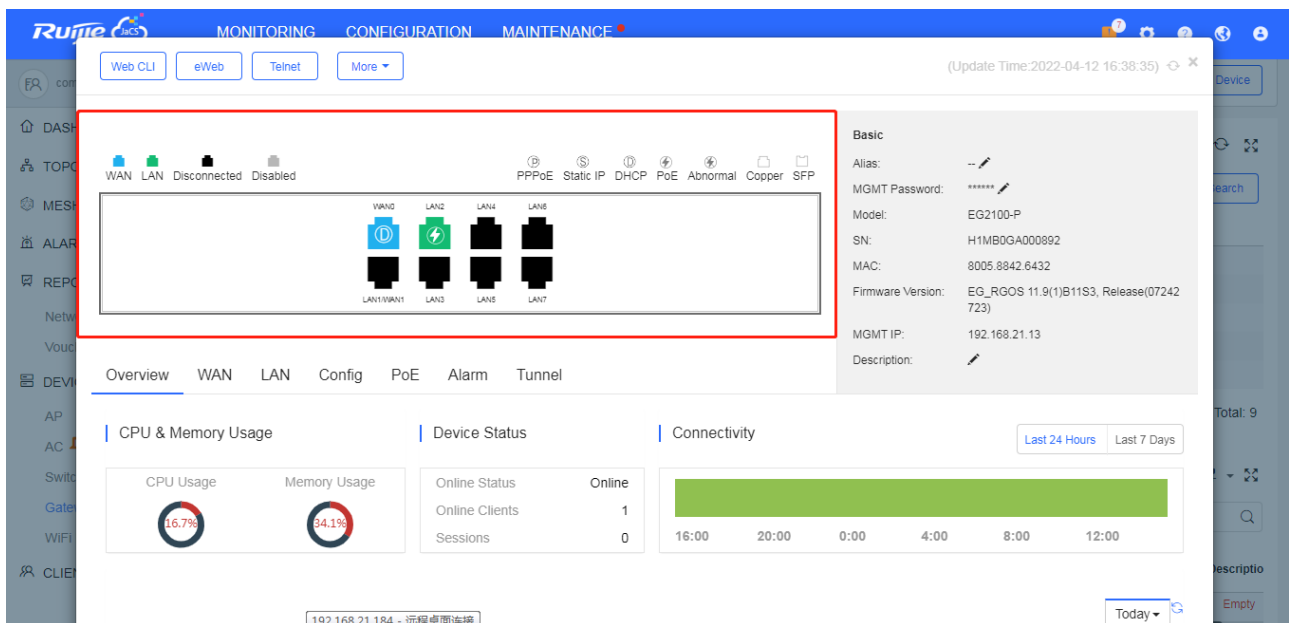 Ruijie JaCS MONITORING CONFIGURATION MAINTENANCE 7
Web CLI eWeb Telnet More (Update Time:2022-04-12 16:38:35)
Device
DASH
TOPO
MESH
ALAR
REPO
Netw
Vouc
DEVI
AP
AC
Switc
Gate
WiFi
CLIEN
WAN LAN Disconnected Disabled PPPoE Static IP DHCP PoE Abnormal Copper SFP
WAN0 LAN2 LAN4 LAN6
LAN1/WAN1 LAN3 LAN5 LAN7
Basic
Alias: --
MGMT Password: ******
Model: EG2100-P
SN: H1MB0GA000892
MAC: 8005.8842.6432
Firmware Version: EG_RGOS 11.9(1)B11S3, Release(07242
723)
MGMT IP: 192.168.21.13
Description:
Overview WAN LAN Config PoE Alarm Tunnel
CPU & Memory Usage Device Status Connectivity Last 24 Hours Last 7 Days
CPU Usage Memory Usage
16.7% 34.1%
Online Status Online
Online Clients 1
Sessions 0
16:00 20:00 0:00 4:00 8:00 12:00
Today
192.168.21.184 - 远程桌面连接
earch
Total: 9
Descriptio
Empty